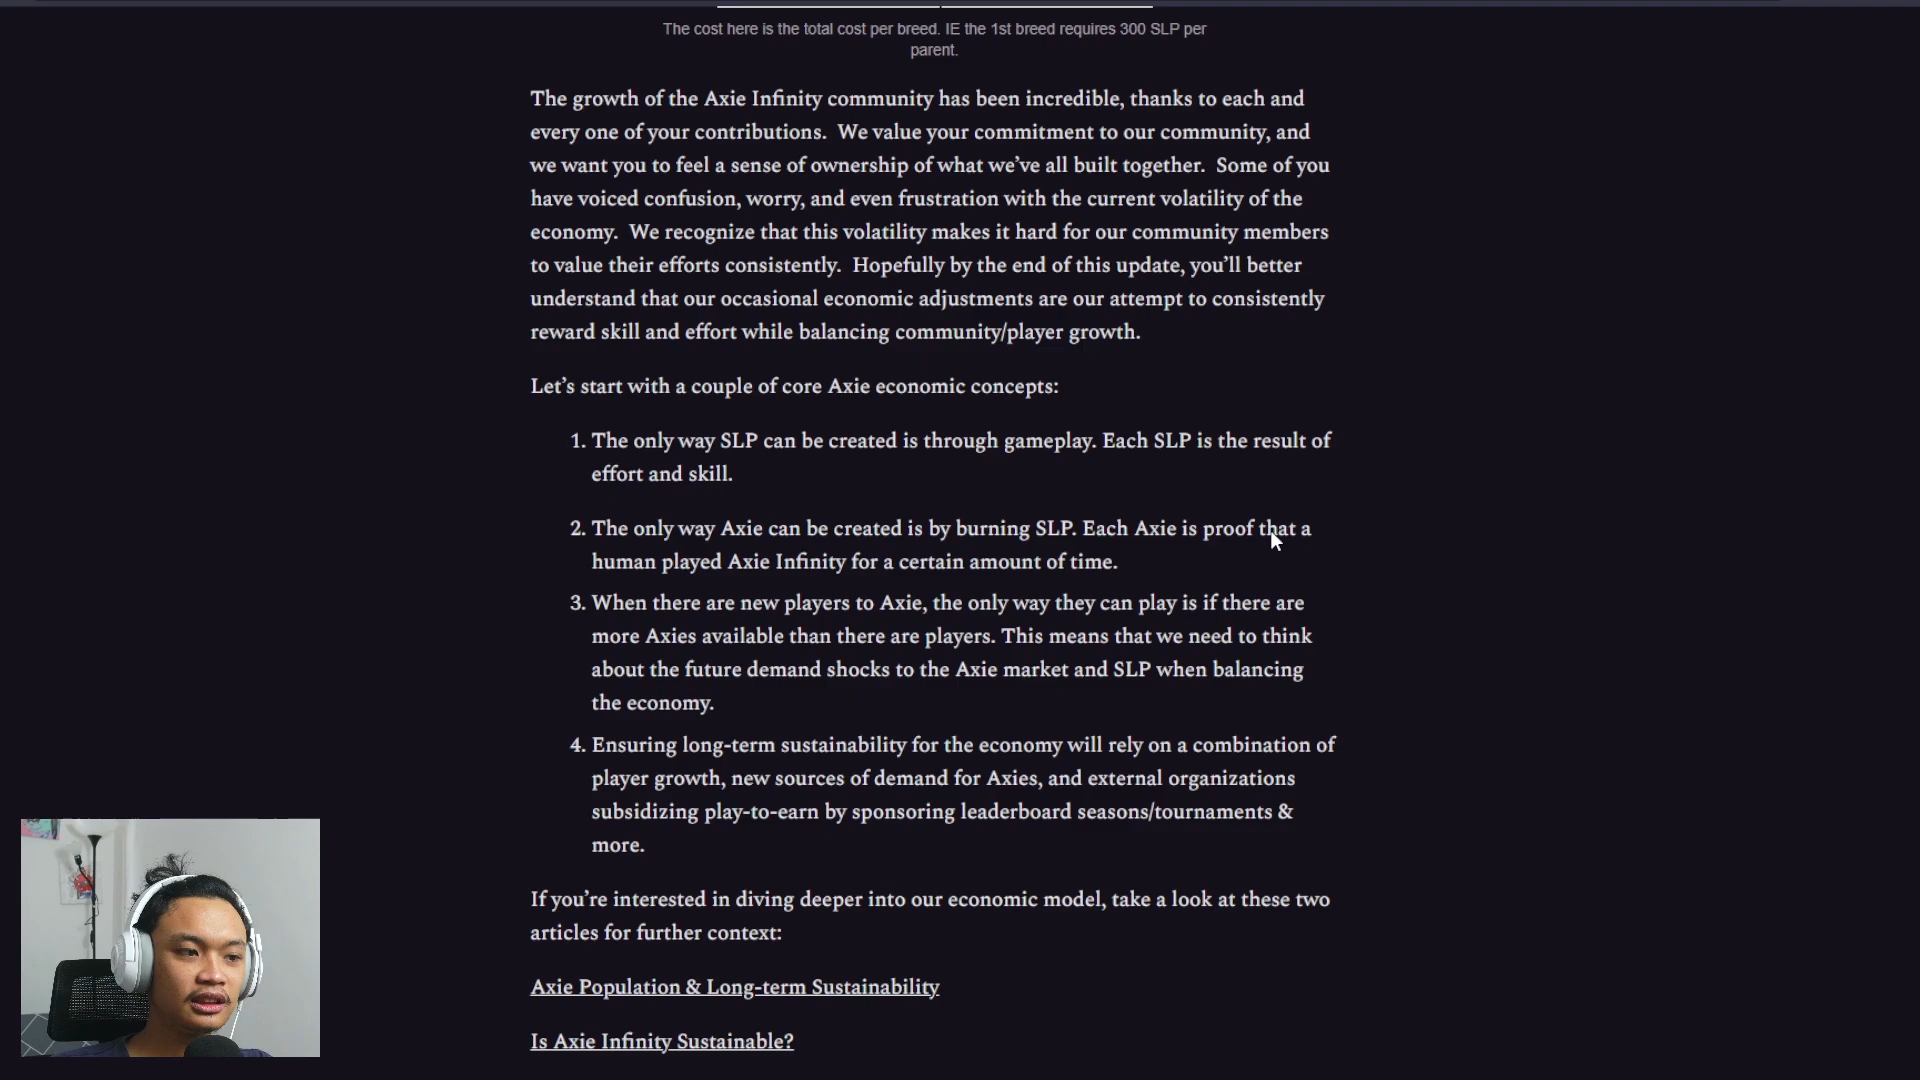 The cost here is the total cost per breed. IE the 1st breed requires 300 SLP per
parent.
The growth of the Axie Infinity community has been incredible, thanks to each and
every one of your contributions.  We value your commitment to our community, and
we want you to feel a sense of ownership of what we’ve all built together.  Some of you
have voiced confusion, worry, and even frustration with the current volatility of the
economy.  We recognize that this volatility makes it hard for our community members
to value their efforts consistently.  Hopefully by the end of this update, you’ll better
understand that our occasional economic adjustments are our attempt to consistently
reward skill and effort while balancing community/player growth.
Let’s start with a couple of core Axie economic concepts:
1. The only way SLP can be created is through gameplay. Each SLP is the result of
effort and skill.
2. The only way Axie can be created is by burning SLP. Each Axie is proof that a
human played Axie Infinity for a certain amount of time.
3. When there are new players to Axie, the only way they can play is if there are
more Axies available than there are players. This means that we need to think
about the future demand shocks to the Axie market and SLP when balancing
the economy.
4. Ensuring long-term sustainability for the economy will rely on a combination of
player growth, new sources of demand for Axies, and external organizations
subsidizing play-to-earn by sponsoring leaderboard seasons/tournaments &
more.
If you’re interested in diving deeper into our economic model, take a look at these two
articles for further context:
Axie Population & Long-term Sustainability
Is Axie Infinity Sustainable?